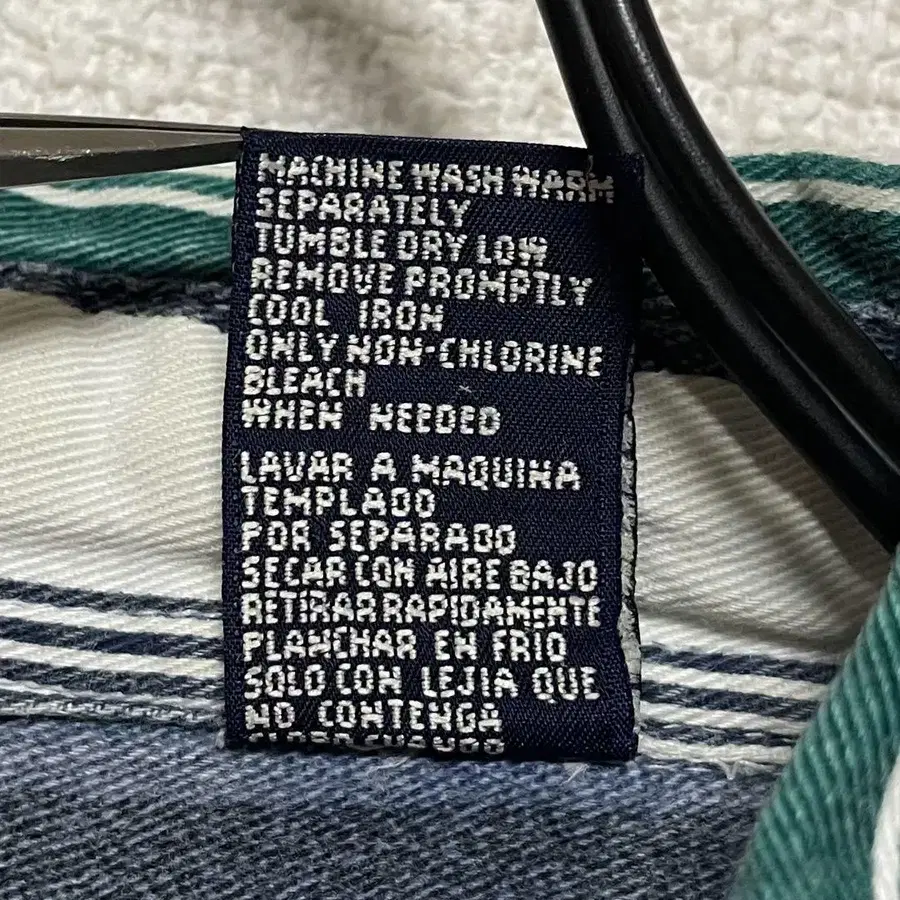 MACHINE WASH WARM
SEPARATELY
TUMBLE DRY LOW
REMOVE PROMPTLY
COOL IRON
ONLY NON-CHLORINE
BLEACH
WHEN NEEDED
LAVAR A MAQUINA
TEMPLADO
POR SEPARADO
SECAR CON AIRE BAJO
RETIRAR RAPIDAMENTE
PLANCHAR EN FRIO
SOLO CON LEJIA QUE
NO CONTENGA